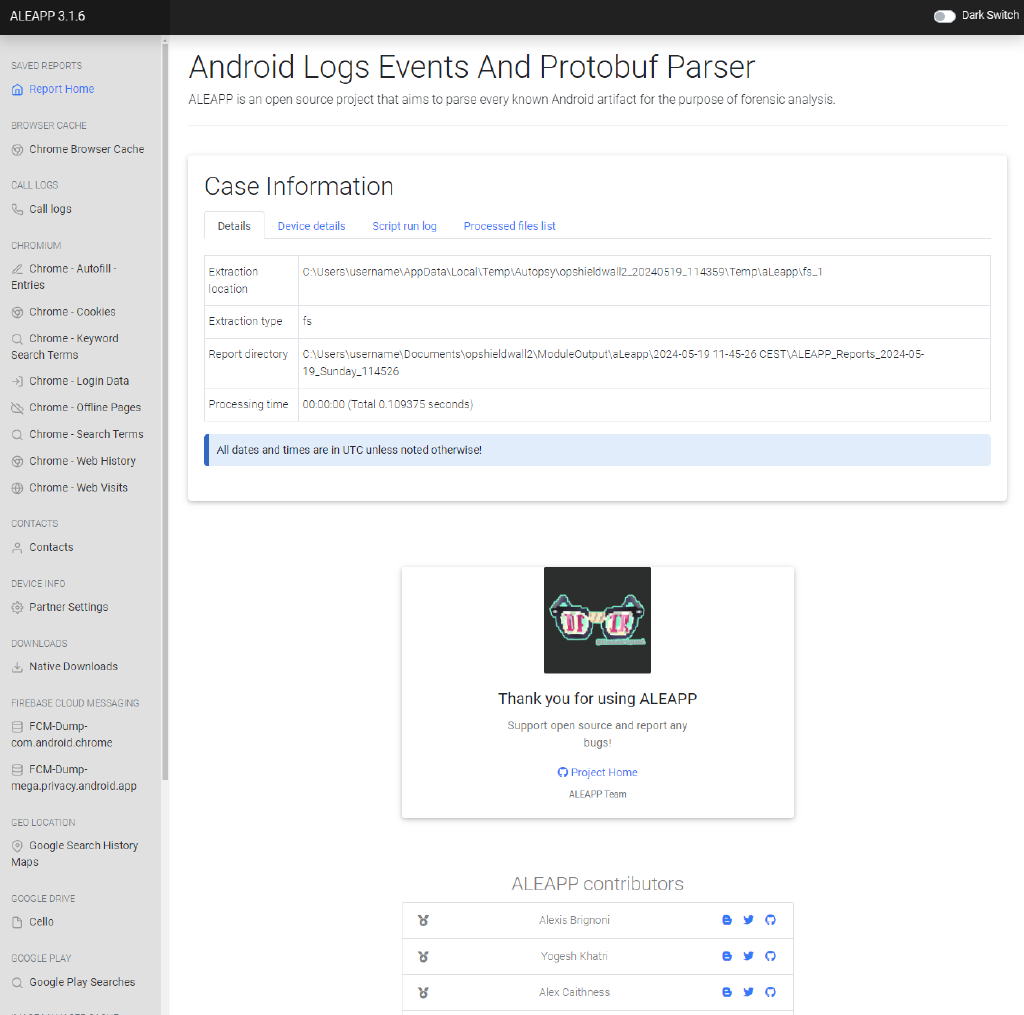 ALEAPP 3.1.6
Dark Switch
SAVED REPORTS
Report Home
BROWSER CACHE
Chrome Browser Cache
CALL LOGS
Call logs
CHROMIUM
Chrome - Autofill -
Entries
Chrome - Cookies
Chrome - Keyword
Search Terms
Chrome - Login Data
Chrome - Offline Pages
Chrome - Search Terms
Chrome - Web History
Chrome - Web Visits
CONTACTS
Contacts
DEVICE INFO
Partner Settings
DOWNLOADS
Native Downloads
FIREBASE CLOUD MESSAGING
FCM-Dump-
com.android.chrome
FCM-Dump-
mega.privacy.android.app
GEO LOCATION
Google Search History
Maps
GOOGLE DRIVE
Cello
GOOGLE PLAY
Google Play Searches
Android Logs Events And Protobuf Parser
ALEAPP is an open source project that aims to parse every known Android artifact for the purpose of forensic analysis.
Case Information
Details
Device details
Script run log
Processed files list
Extraction
location
C:\Users\username\AppData\Local\Temp\Autopsy\opshieldwall2_20240519_114359\Temp\aLeapp\fs_1
Extraction type
fs
Report directory
C:\Users\username\Documents\opshieldwall2\ModuleOutput\aLeapp\2024-05-19 11-45-26 CEST\ALEAPP_Reports_2024-05-
19_Sunday_114526
Processing time
00:00:00 (Total 0.109375 seconds)
All dates and times are in UTC unless noted otherwise!
Thank you for using ALEAPP
Support open source and report any
bugs!
Project Home
ALEAPP Team
ALEAPP contributors
Alexis Brignoni
Yogesh Khatri
Alex Caithness